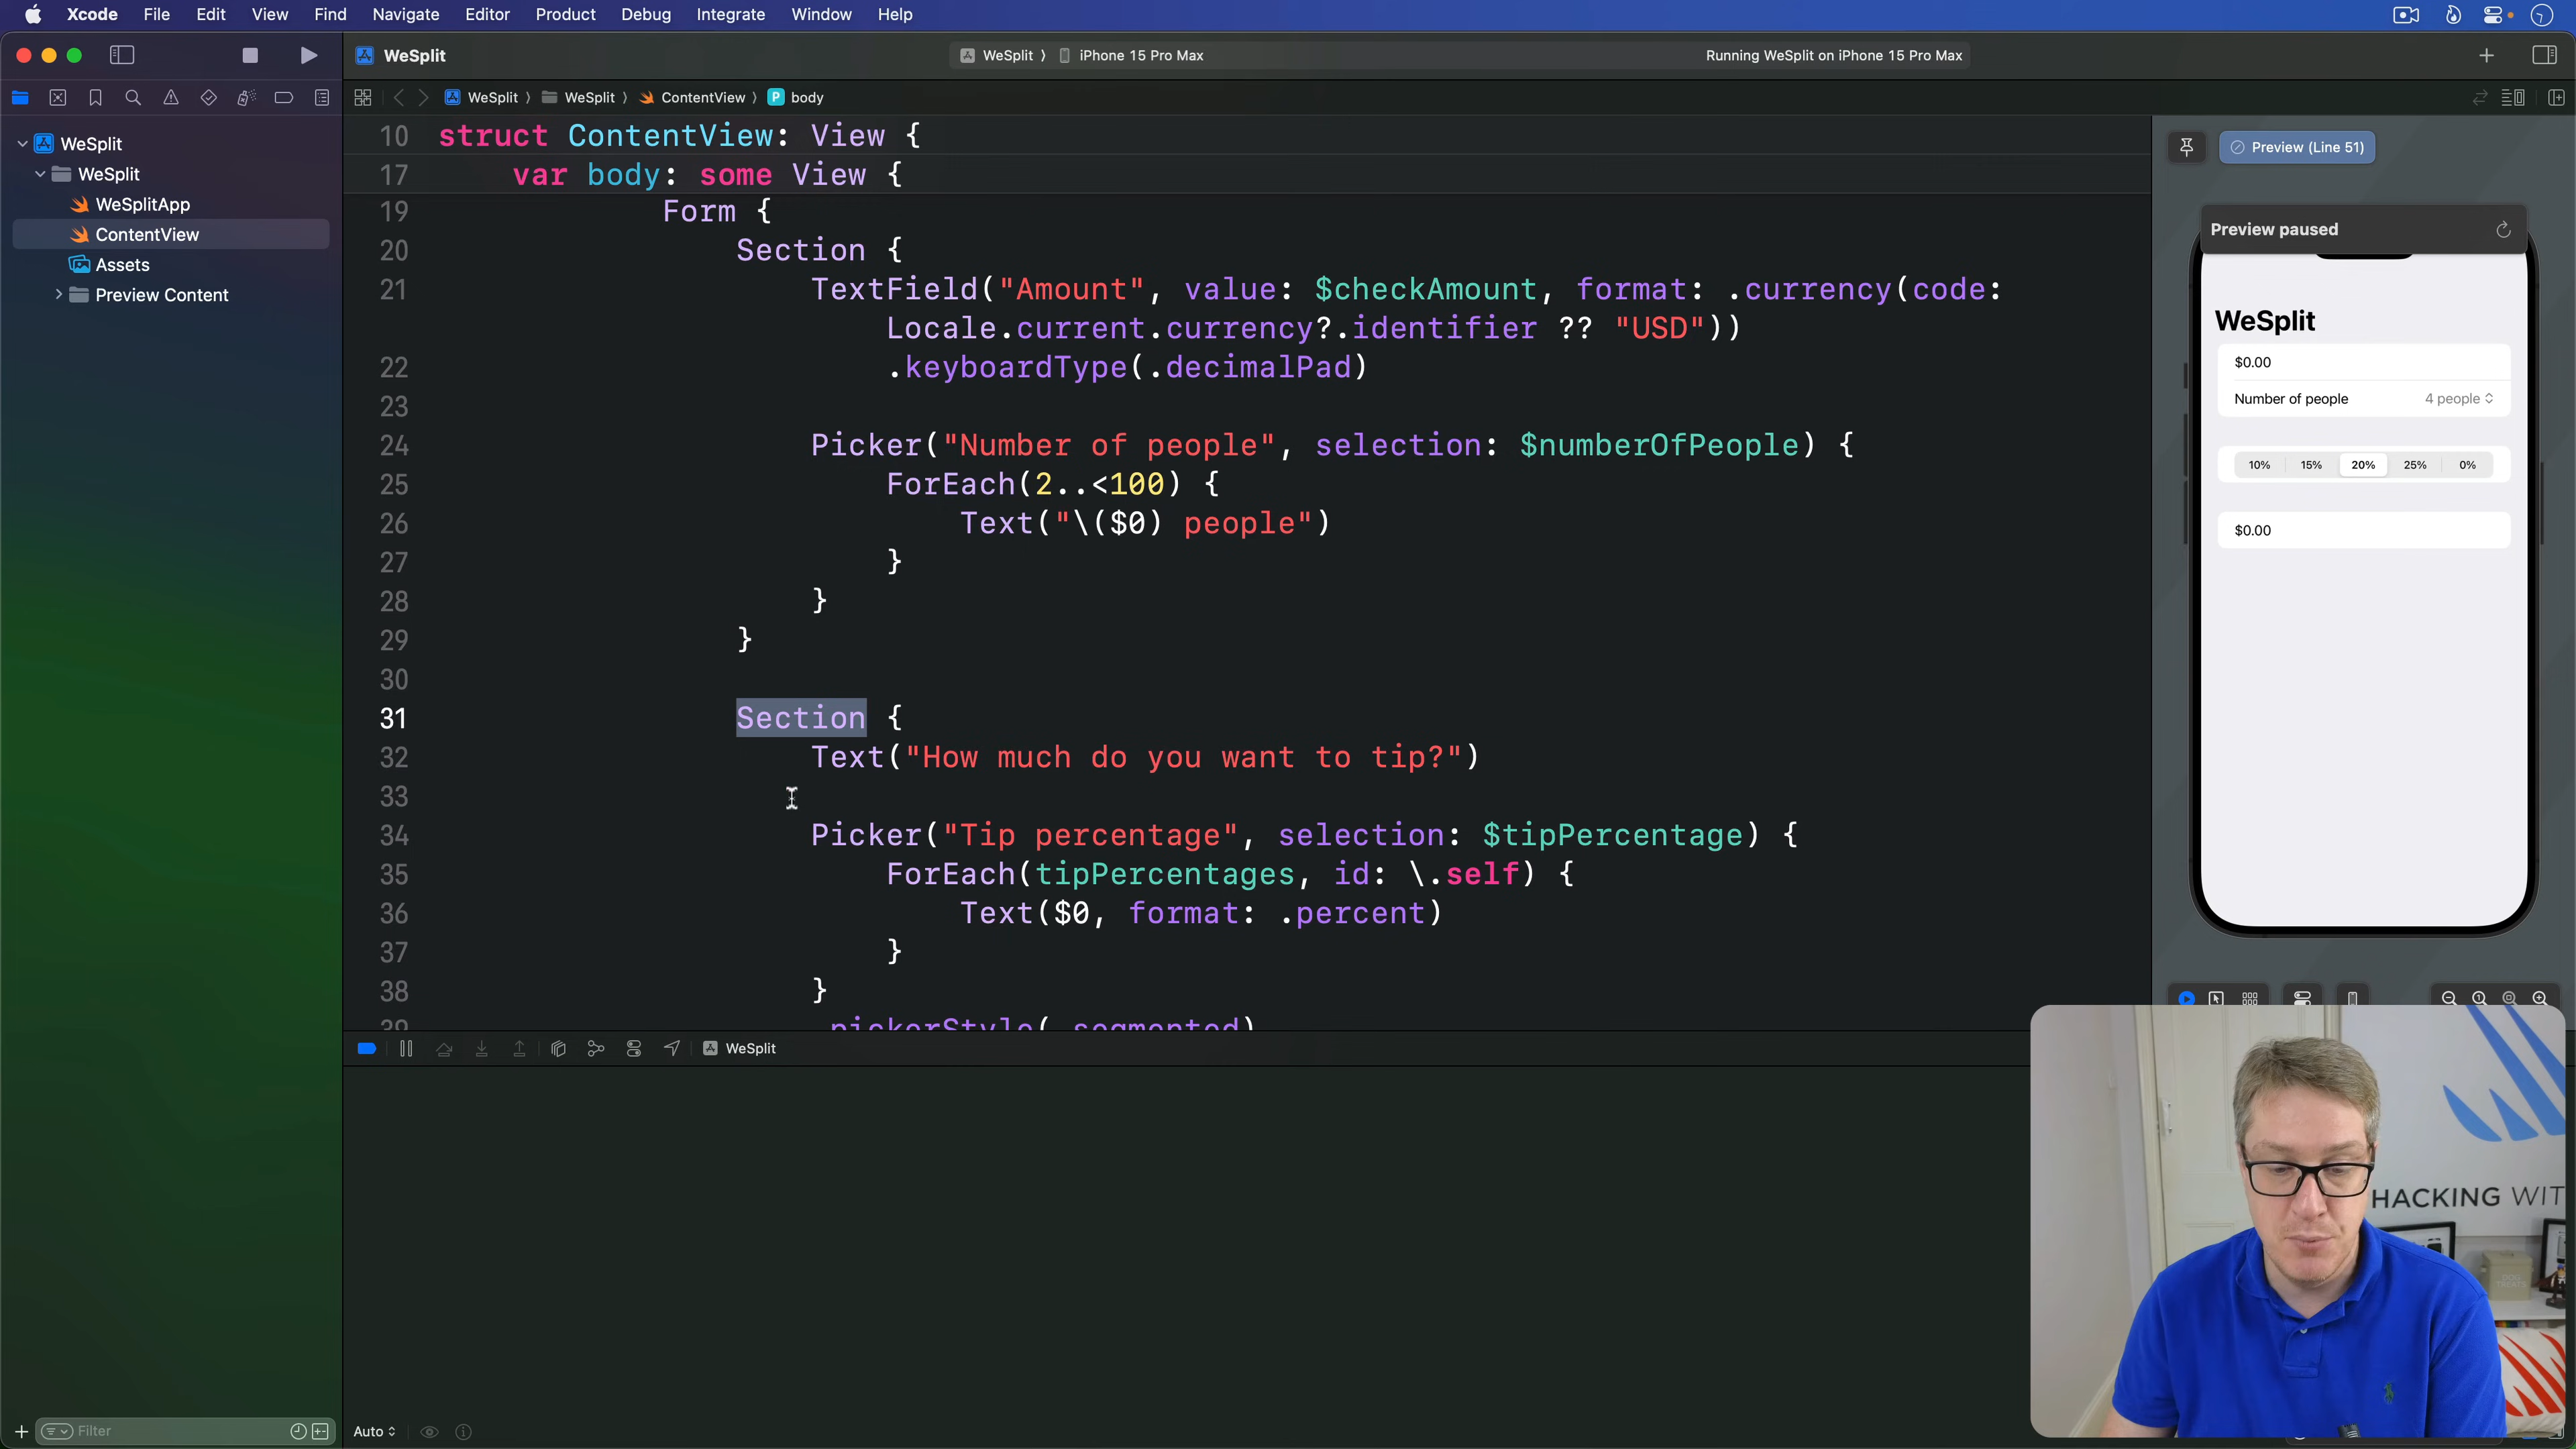 Xcode File Edit View Find Navigate Editor Product Debug Integrate Window Help
WeSplit
WeSplit 〉 iPhone 15 Pro Max
Running WeSplit on iPhone 15 Pro Max
WeSplit 〉 WeSplit 〉 ContentView 〉 P body
WeSplit
WeSplit
WeSplitApp
ContentView
Assets
Preview Content
10 struct ContentView: View {
17 var body: some View {
19 Form {
20 Section {
21 TextField("Amount", value: $checkAmount, format: .currency(code:
Locale.current.currency?.identifier ?? "USD"))
22 .keyboardType(.decimalPad)
23
24 Picker("Number of people", selection: $numberOfPeople) {
25 ForEach(2..<100) {
26 Text("\($0) people")
27 }
28 }
29 }
30
31 Section {
32 Text("How much do you want to tip?")
33
34 Picker("Tip percentage", selection: $tipPercentage) {
35 ForEach(tipPercentages, id: \.self) {
36 Text($0, format: .percent)
37 }
38 }
39 .pickerStyle(.segmented)
Preview (Line 51)
Preview paused
WeSplit
$0.00
Number of people 4 people
10% 15% 20% 25% 0%
$0.00
WeSplit
HACKING WIT
Filter
Auto